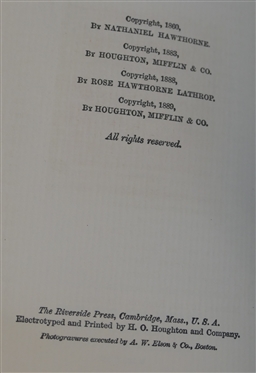 Copyright, 1860,
By NATHANIEL HAWTHORNE.
Copyright, 1883,
By HOUGHTON, MIFFLIN & CO.
Copyright, 1888,
By ROSE HAWTHORNE LATHROP.
Copyright, 1889,
By HOUGHTON, MIFFLIN & CO.
All rights reserved.
The Riverside Press, Cambridge, Mass., U. S. A.
Electrotyped and Printed by H. O. Houghton and Company.
Photogravures executed by A. W. Elson & Co., Boston.